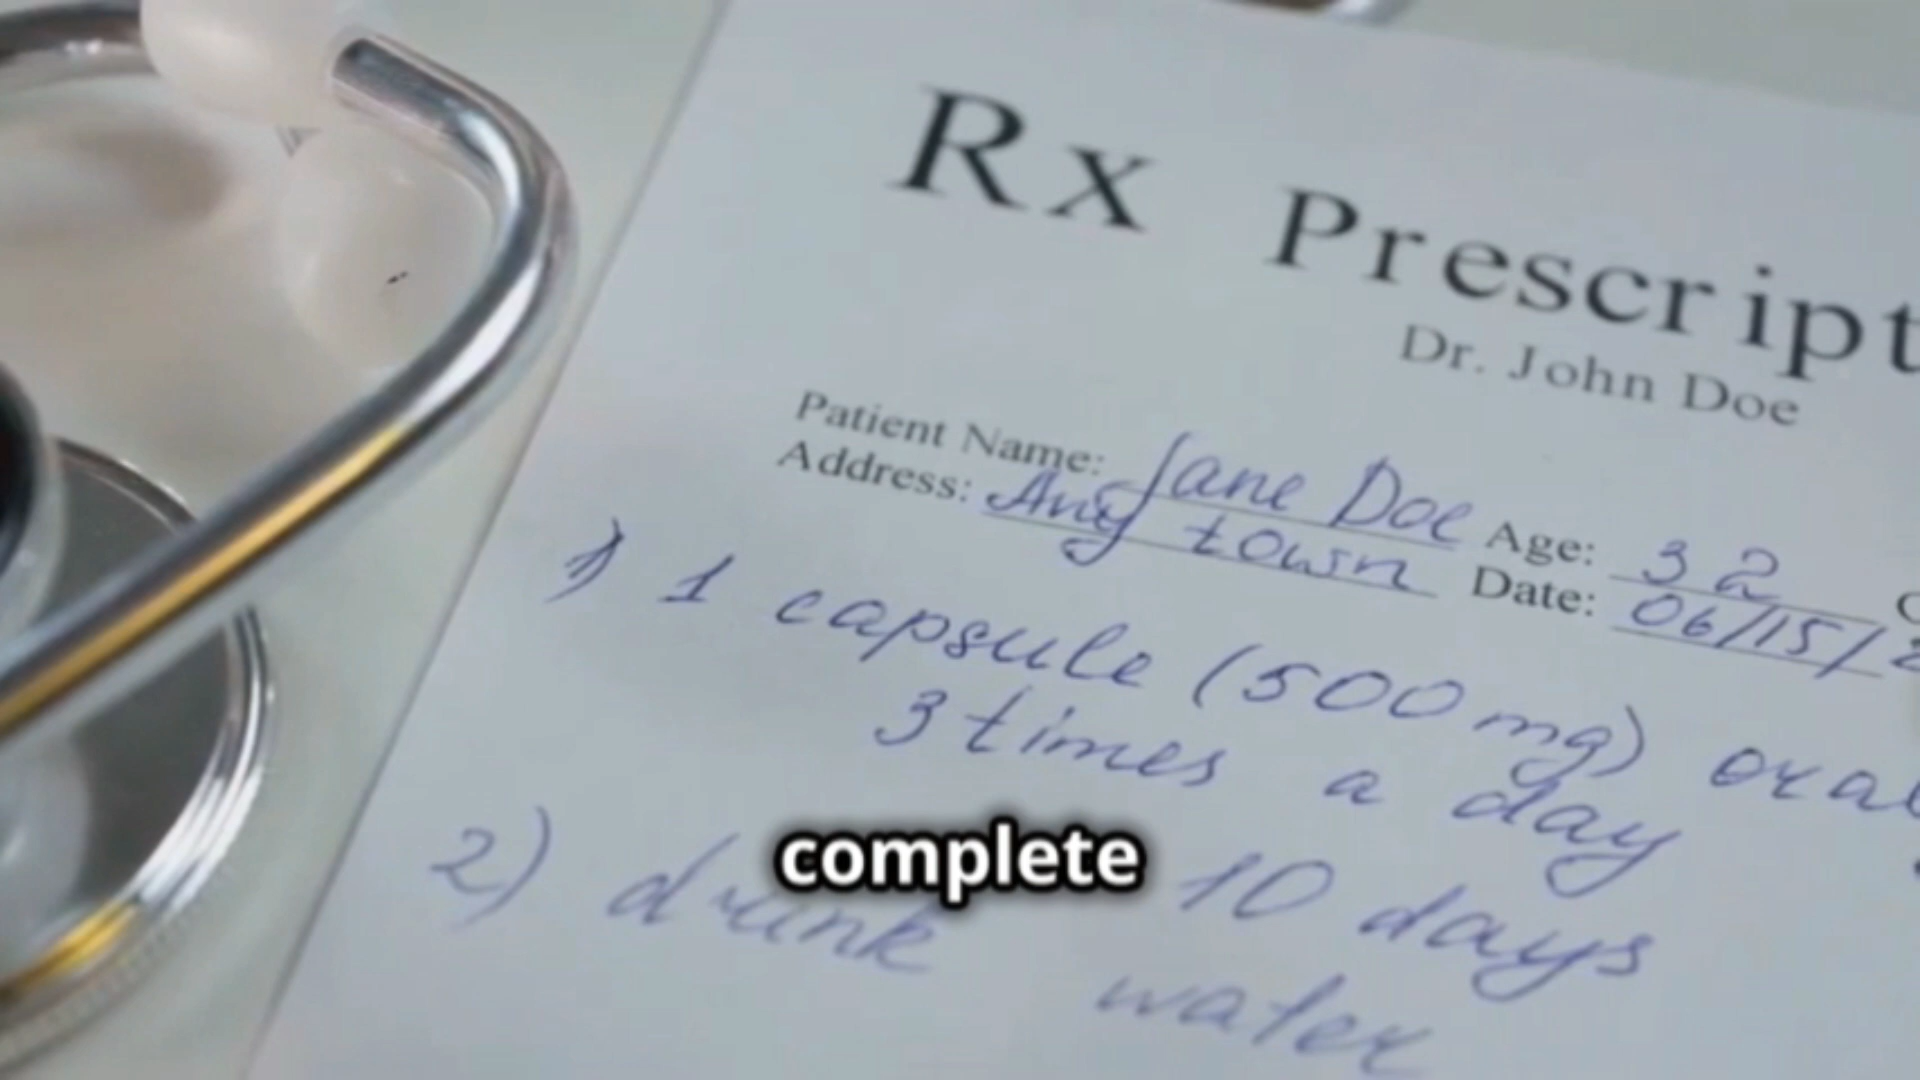 Rx Prescript
Dr. John Doe
Patient Name: Jane Doe Age: 32
Address: Any town Date: 06/15/2
1) 1 capsule (500 mg) oral
3 times a day
10 days
2) drink water
complete